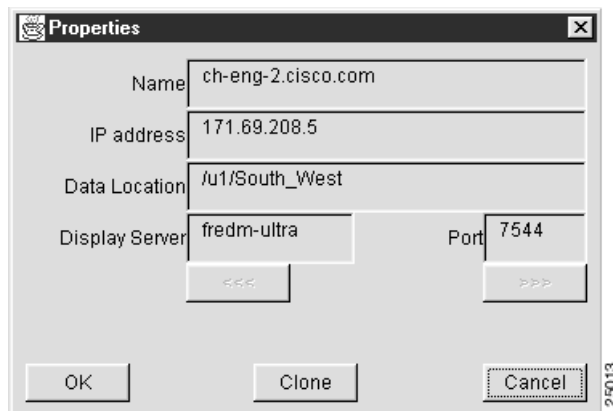 Properties
Name ch-eng-2.cisco.com
IP address 171.69.208.5
Data Location /u1/South_West
Display Server fredm-ultra Port 7544
<<< >>>
OK Clone Cancel
25013